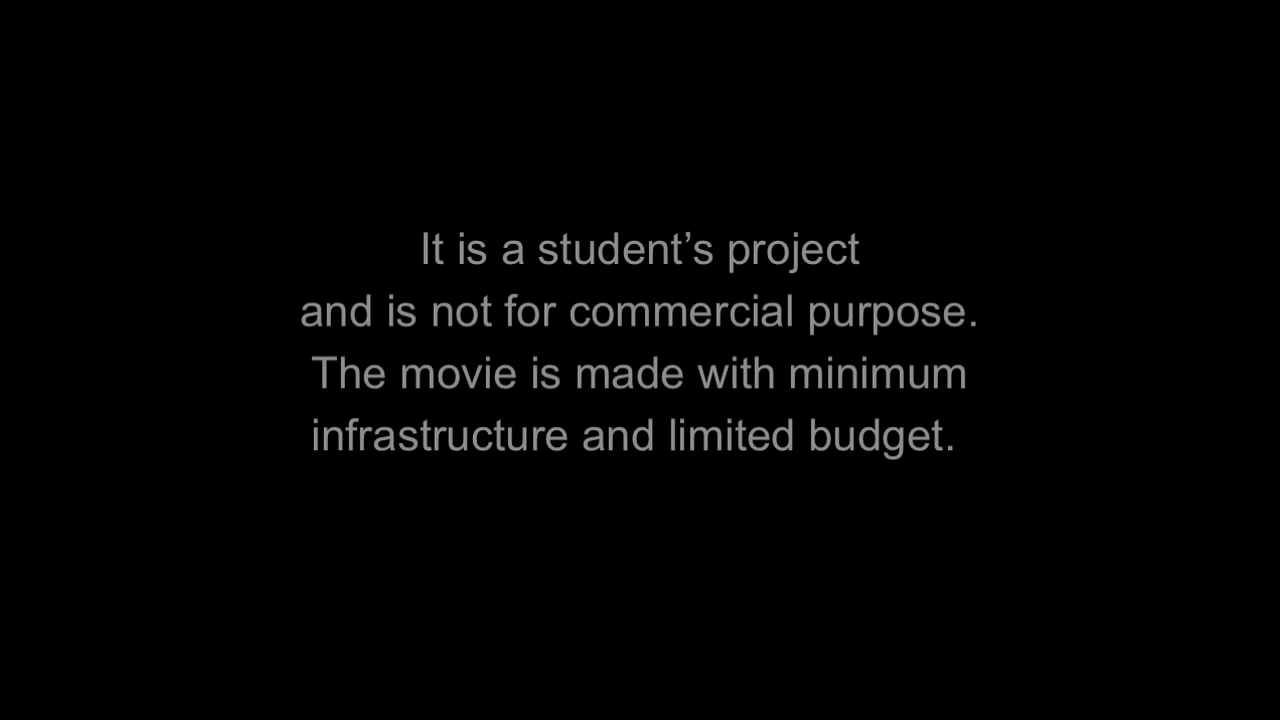 It is a student’s project
and is not for commercial purpose.
The movie is made with minimum
infrastructure and limited budget.